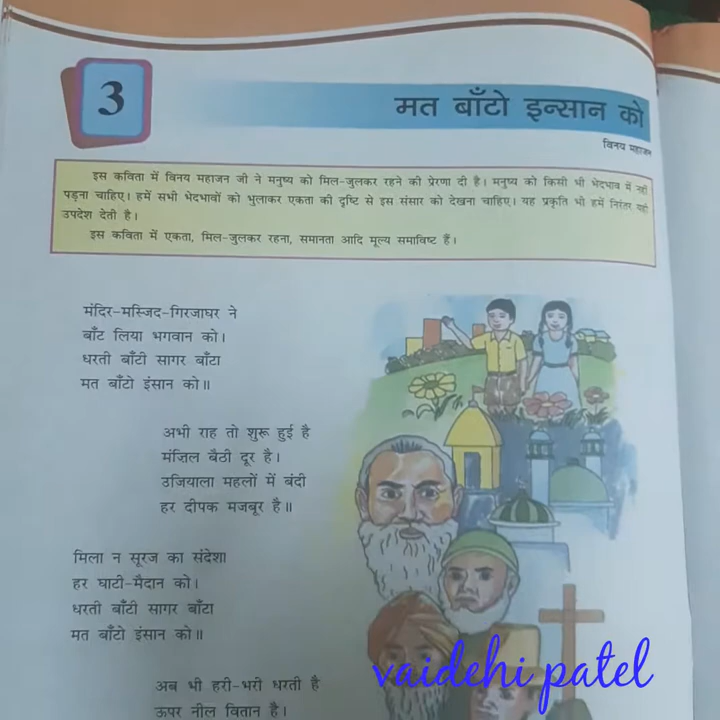 3
मत बाँटो इन्सान को
विनय महाजन
इस कविता में विनय महाजन जी ने मनुष्य को मिल-जुलकर रहने की प्रेरणा दी है। मनुष्य को किसी भी भेदभाव में नहीं
पड़ना चाहिए। हमें सभी भेदभावों को भुलाकर एकता की दृष्टि से इस संसार को देखना चाहिए। यह प्रकृति भी हमें निरंतर यही
उपदेश देती है।
इस कविता में एकता, मिल-जुलकर रहना, समानता आदि मूल्य समाविष्ट हैं।
मंदिर-मस्जिद-गिरजाघर ने
बाँट लिया भगवान को।
धरती बाँटी सागर बाँटा
मत बाँटो इंसान को॥
अभी राह तो शुरू हुई है
मंज़िल बैठी दूर है।
उजियाला महलों में बंदी
हर दीपक मजबूर है॥
मिला न सूरज का संदेशा
हर घाटी-मैदान को।
धरती बाँटी सागर बाँटा
मत बाँटो इंसान को॥
अब भी हरी-भरी धरती है
ऊपर नील वितान है।
vaidehi patel